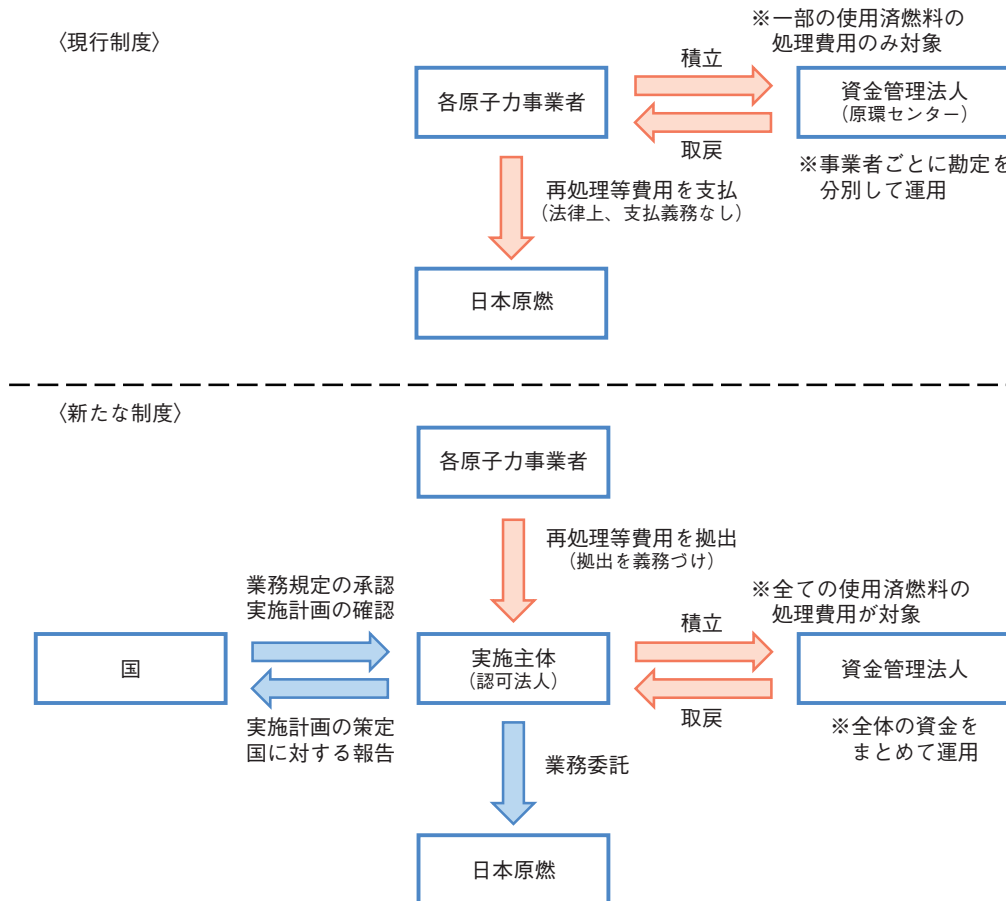 〈現行制度〉
※一部の使用済燃料の
処理費用のみ対象
積立
各原子力事業者
資金管理法人
（原環センター）
取戻
※事業者ごとに勘定を
分別して運用
再処理等費用を支払
（法律上、支払義務なし）
日本原燃
〈新たな制度〉
各原子力事業者
再処理等費用を拠出
（拠出を義務づけ）
業務規定の承認
実施計画の確認
※全ての使用済燃料の
処理費用が対象
積立
国
実施主体
（認可法人）
資金管理法人
取戻
実施計画の策定
国に対する報告
※全体の資金を
まとめて運用
業務委託
日本原燃